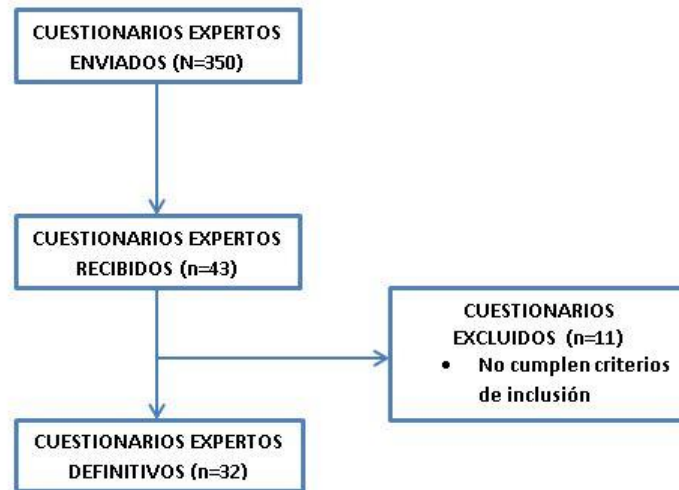 CUESTIONARIOS EXPERTOS
ENVIADOS (N=350)
CUESTIONARIOS EXPERTOS
RECIBIDOS (n=43)
CUESTIONARIOS
EXCLUIDOS (n=11)
• No cumplen criterios
de inclusión
CUESTIONARIOS EXPERTOS
DEFINITIVOS (n=32)